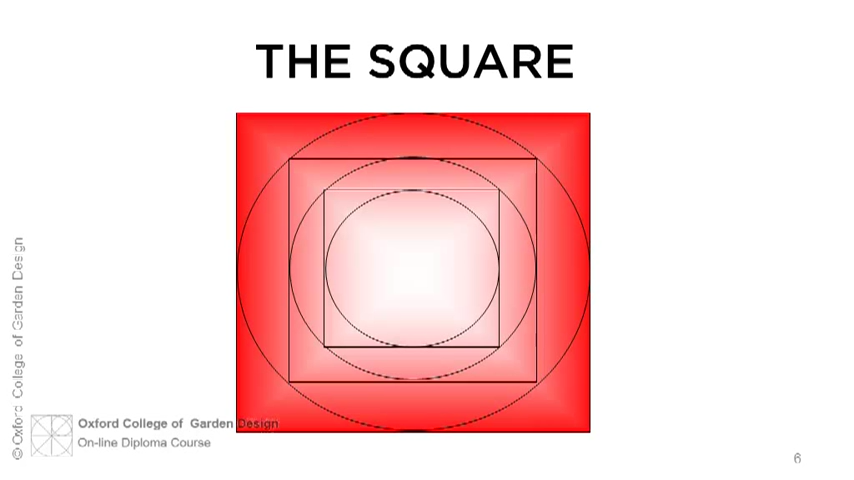 THE SQUARE
© Oxford College of Garden Design
Oxford College of Garden Design
On-line Diploma Course
6